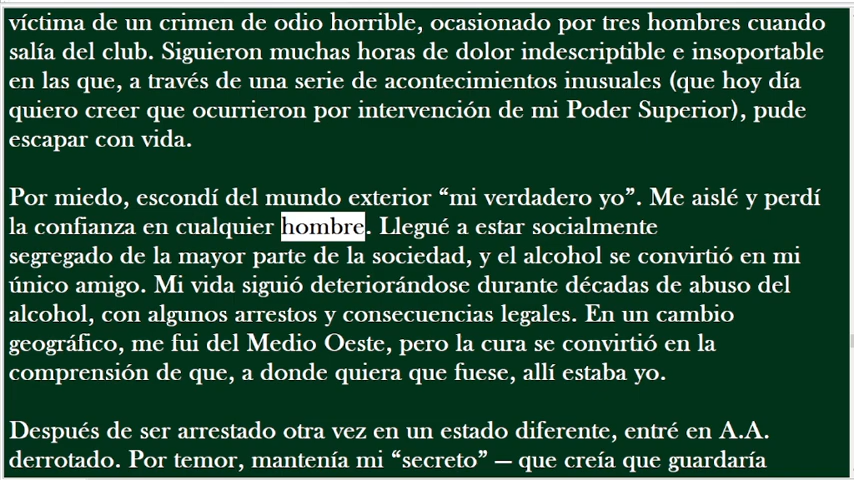 víctima de un crimen de odio horrible, ocasionado por tres hombres cuando
salía del club. Siguieron muchas horas de dolor indescriptible e insoportable
en las que, a través de una serie de acontecimientos inusuales (que hoy día
quiero creer que ocurrieron por intervención de mi Poder Superior), pude
escapar con vida.
Por miedo, escondí del mundo exterior “mi verdadero yo”. Me aislé y perdí
la confianza en cualquier hombre. Llegué a estar socialmente
segregado de la mayor parte de la sociedad, y el alcohol se convirtió en mi
único amigo. Mi vida siguió deteriorándose durante décadas de abuso del
alcohol, con algunos arrestos y consecuencias legales. En un cambio
geográfico, me fui del Medio Oeste, pero la cura se convirtió en la
comprensión de que, a donde quiera que fuese, allí estaba yo.
Después de ser arrestado otra vez en un estado diferente, entré en A.A.
derrotado. Por temor, mantenía mi “secreto” — que creía que guardaría